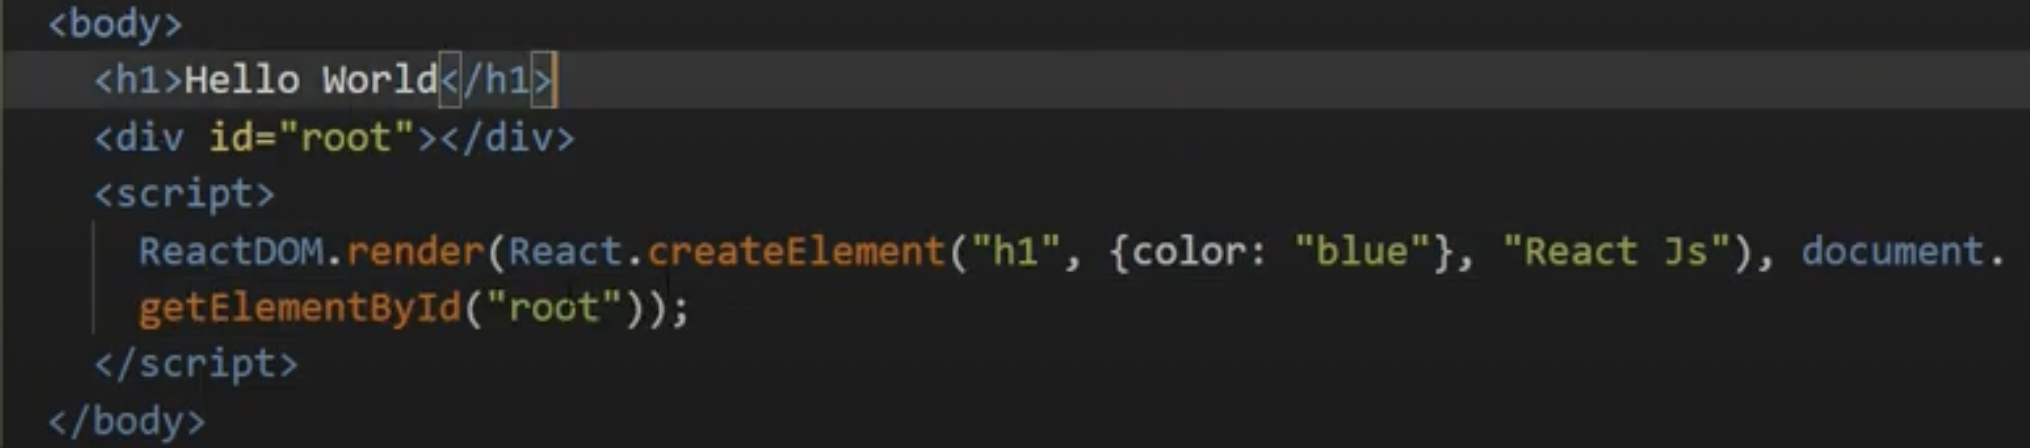 <body>
<h1>Hello World</h1>
<div id="root"></div>
<script>
ReactDOM.render(React.createElement("h1", {color: "blue"}, "React Js"), document.
getElementById("root"));
</script>
</body>